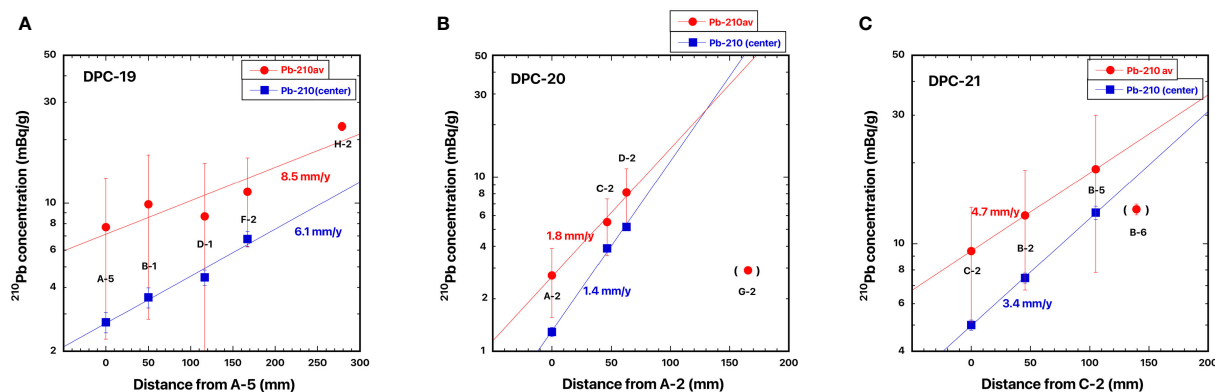 A
DPC-19
Pb-210av
Pb-210(center)
50
30
10
8
6
4
2
²¹⁰Pb concentration (mBq/g)
H-2
8.5 mm/y
F-2
D-1
6.1 mm/y
A-5
B-1
0 50 100 150 200 250 300
Distance from A-5 (mm)
B
DPC-20
Pb-210av
Pb-210 (center)
50
20
10
8
6
4
2
1
²¹⁰Pb concentration (mBq/g)
D-2
C-2
1.8 mm/y
A-2
1.4 mm/y
( )
G-2
0 50 100 150 200
Distance from A-2 (mm)
C
DPC-21
Pb-210 av
Pb-210 (center)
50
30
10
8
6
5
4
²¹⁰Pb concentration (mBq/g)
B-5
4.7 mm/y
( )
B-6
B-2
C-2
3.4 mm/y
0 50 100 150 200
Distance from C-2 (mm)